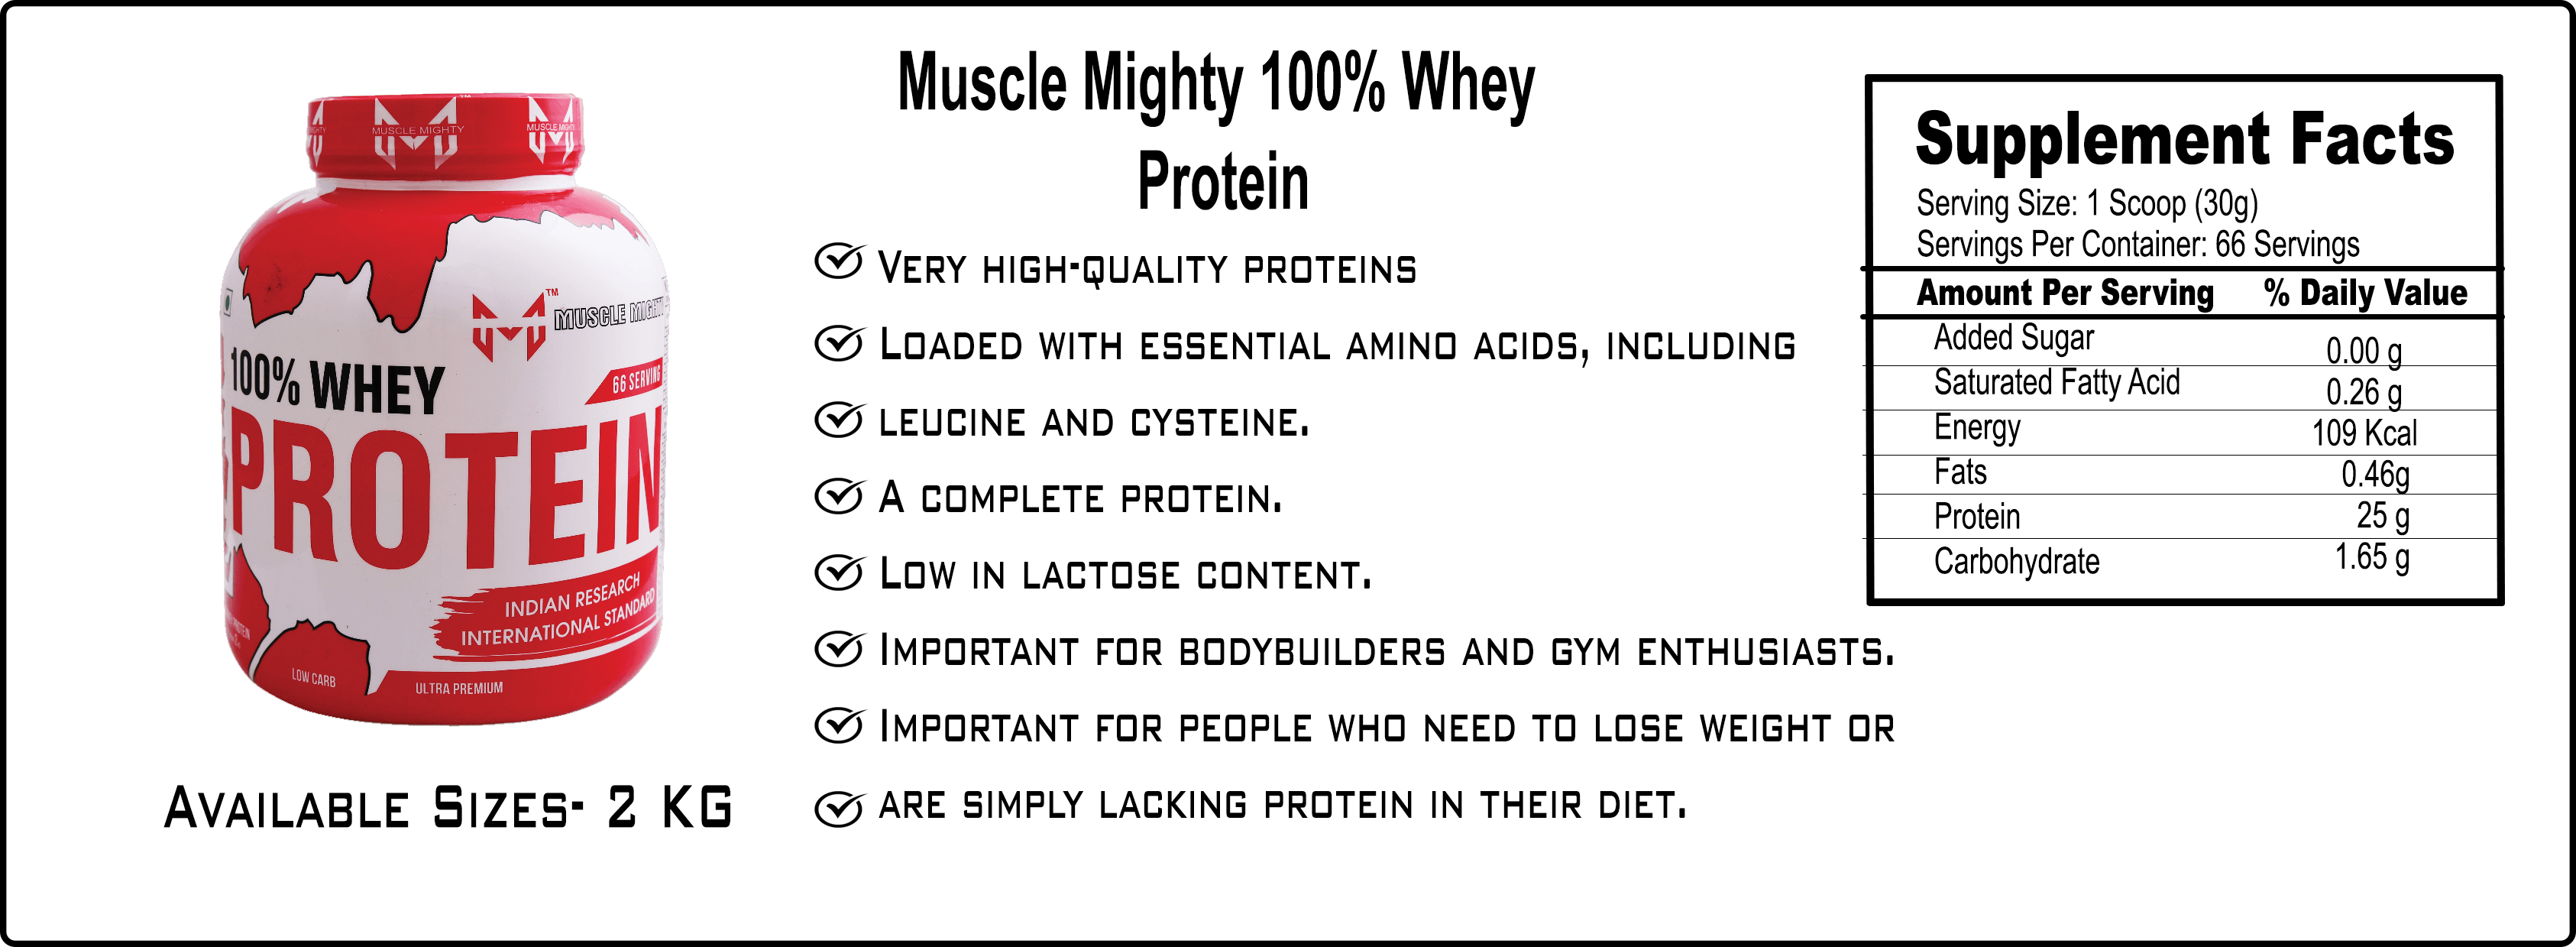 MUSCLE MIGHTY
MUSCLE MIGHTY
TM
TM
MUSCLE MIGHTY
100% WHEY
66 SERVING
PROTEIN
INDIAN RESEARCH
INTERNATIONAL STANDARD
LOW CARB
ULTRA PREMIUM
Available Sizes- 2 KG
Muscle Mighty 100% Whey
Protein
Very high-quality proteins
Loaded with essential amino acids, including
leucine and cysteine.
A complete protein.
Low in lactose content.
Important for bodybuilders and gym enthusiasts.
Important for people who need to lose weight or
are simply lacking protein in their diet.
Supplement Facts
Serving Size: 1 Scoop (30g)
Servings Per Container: 66 Servings
Amount Per Serving % Daily Value
Added Sugar 0.00 g
Saturated Fatty Acid 0.26 g
Energy 109 Kcal
Fats 0.46g
Protein 25 g
Carbohydrate 1.65 g